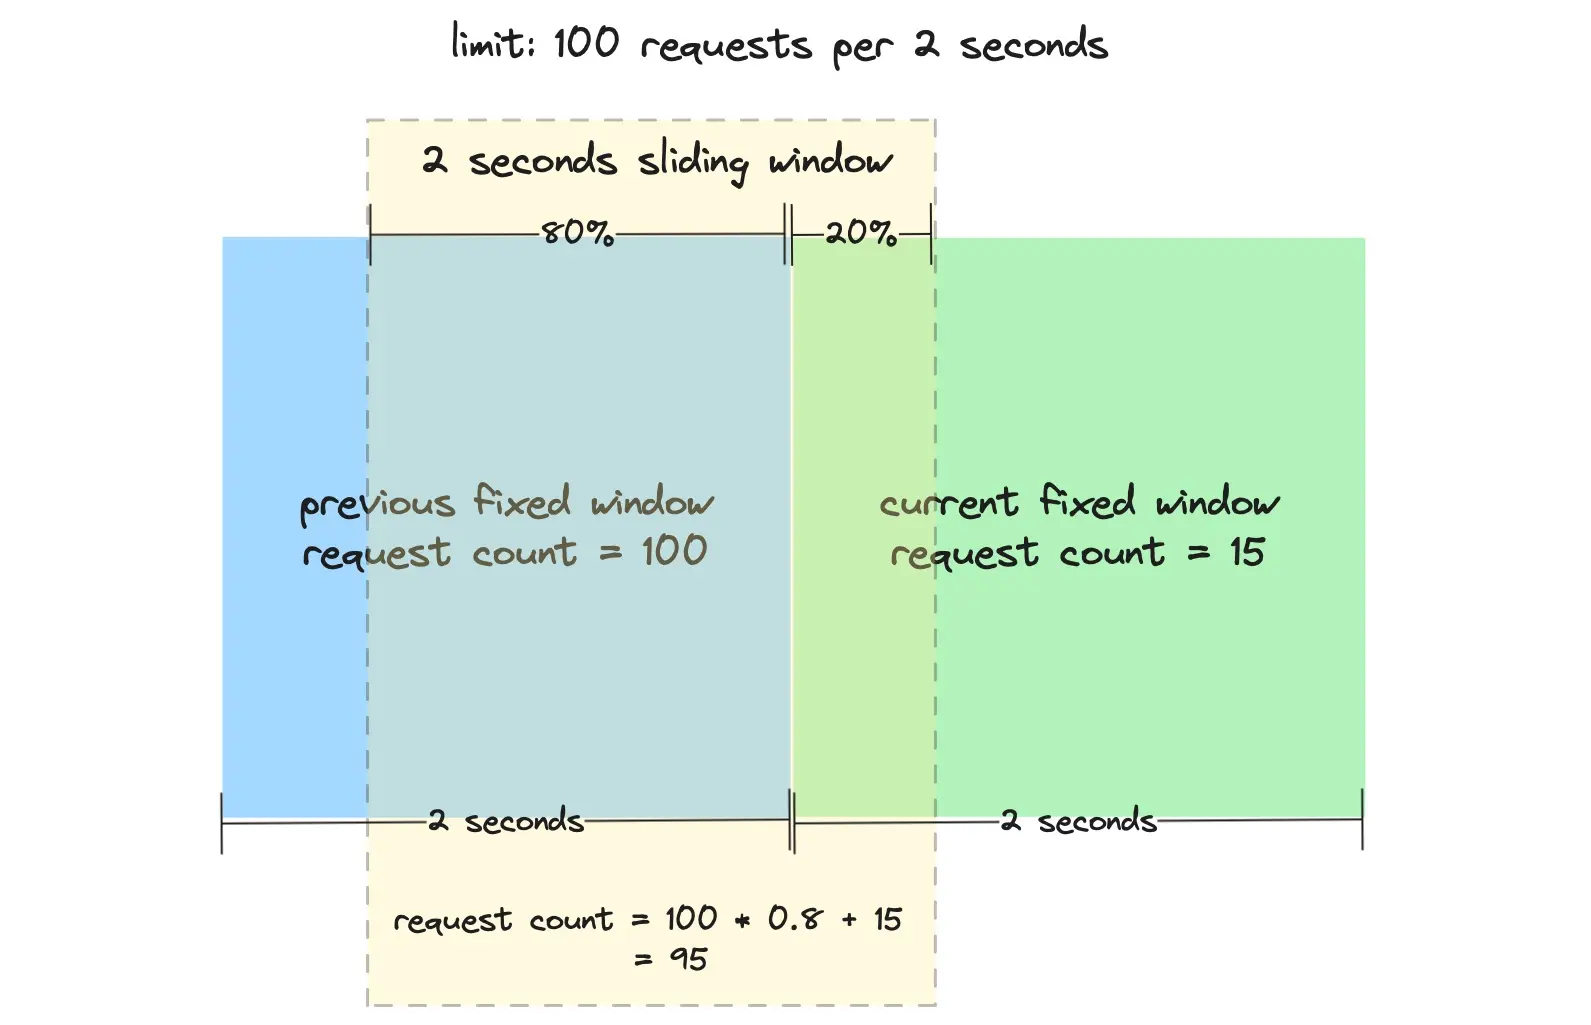 limit: 100 requests per 2 seconds
2 seconds sliding window
80%
20%
previous fixed window
request count = 100
current fixed window
request count = 15
2 seconds
2 seconds
request count = 100 * 0.8 + 15
= 95